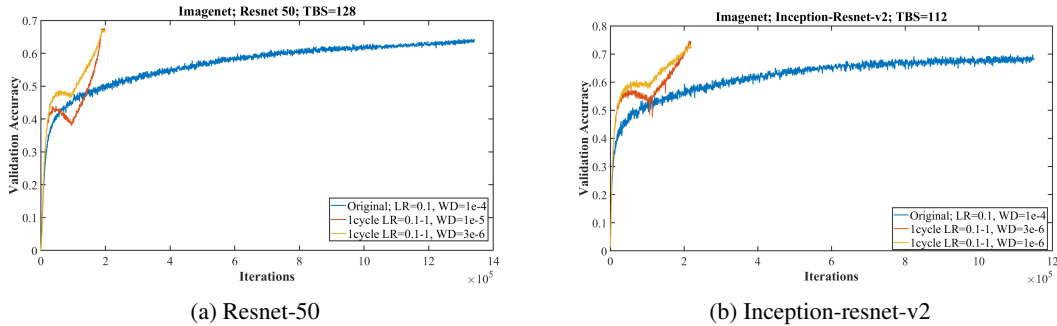 Imagenet; Resnet 50; TBS=128
Validation Accuracy
0.7
0.6
0.5
0.4
0.3
0.2
0.1
0
Original; LR=0.1, WD=1e-4
1cycle LR=0.1-1, WD=1e-5
1cycle LR=0.1-1, WD=3e-6
0 2 4 6 8 10 12 14
Iterations
×10^5
(a) Resnet-50
Imagenet; Inception-Resnet-v2; TBS=112
Validation Accuracy
0.8
0.7
0.6
0.5
0.4
0.3
0.2
0.1
0
Original; LR=0.1, WD=1e-4
1cycle LR=0.1-1, WD=3e-6
1cycle LR=0.1-1, WD=1e-6
0 2 4 6 8 10 12
Iterations
×10^5
(b) Inception-resnet-v2